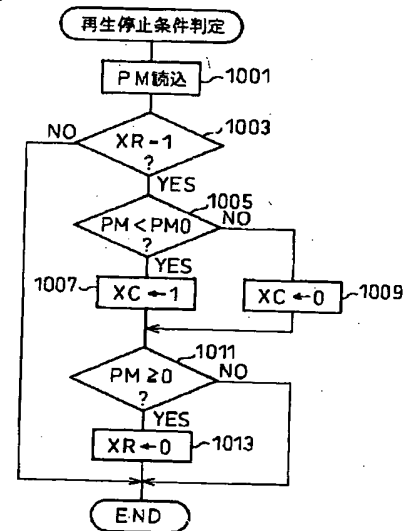 再生停止条件判定
PM読込
1001
XR=1
?
1003
NO
YES
PM<PM0
?
1005
NO
YES
1007
XC←1
XC←0
1009
PM≥0
?
1011
NO
YES
XR←0
1013
END